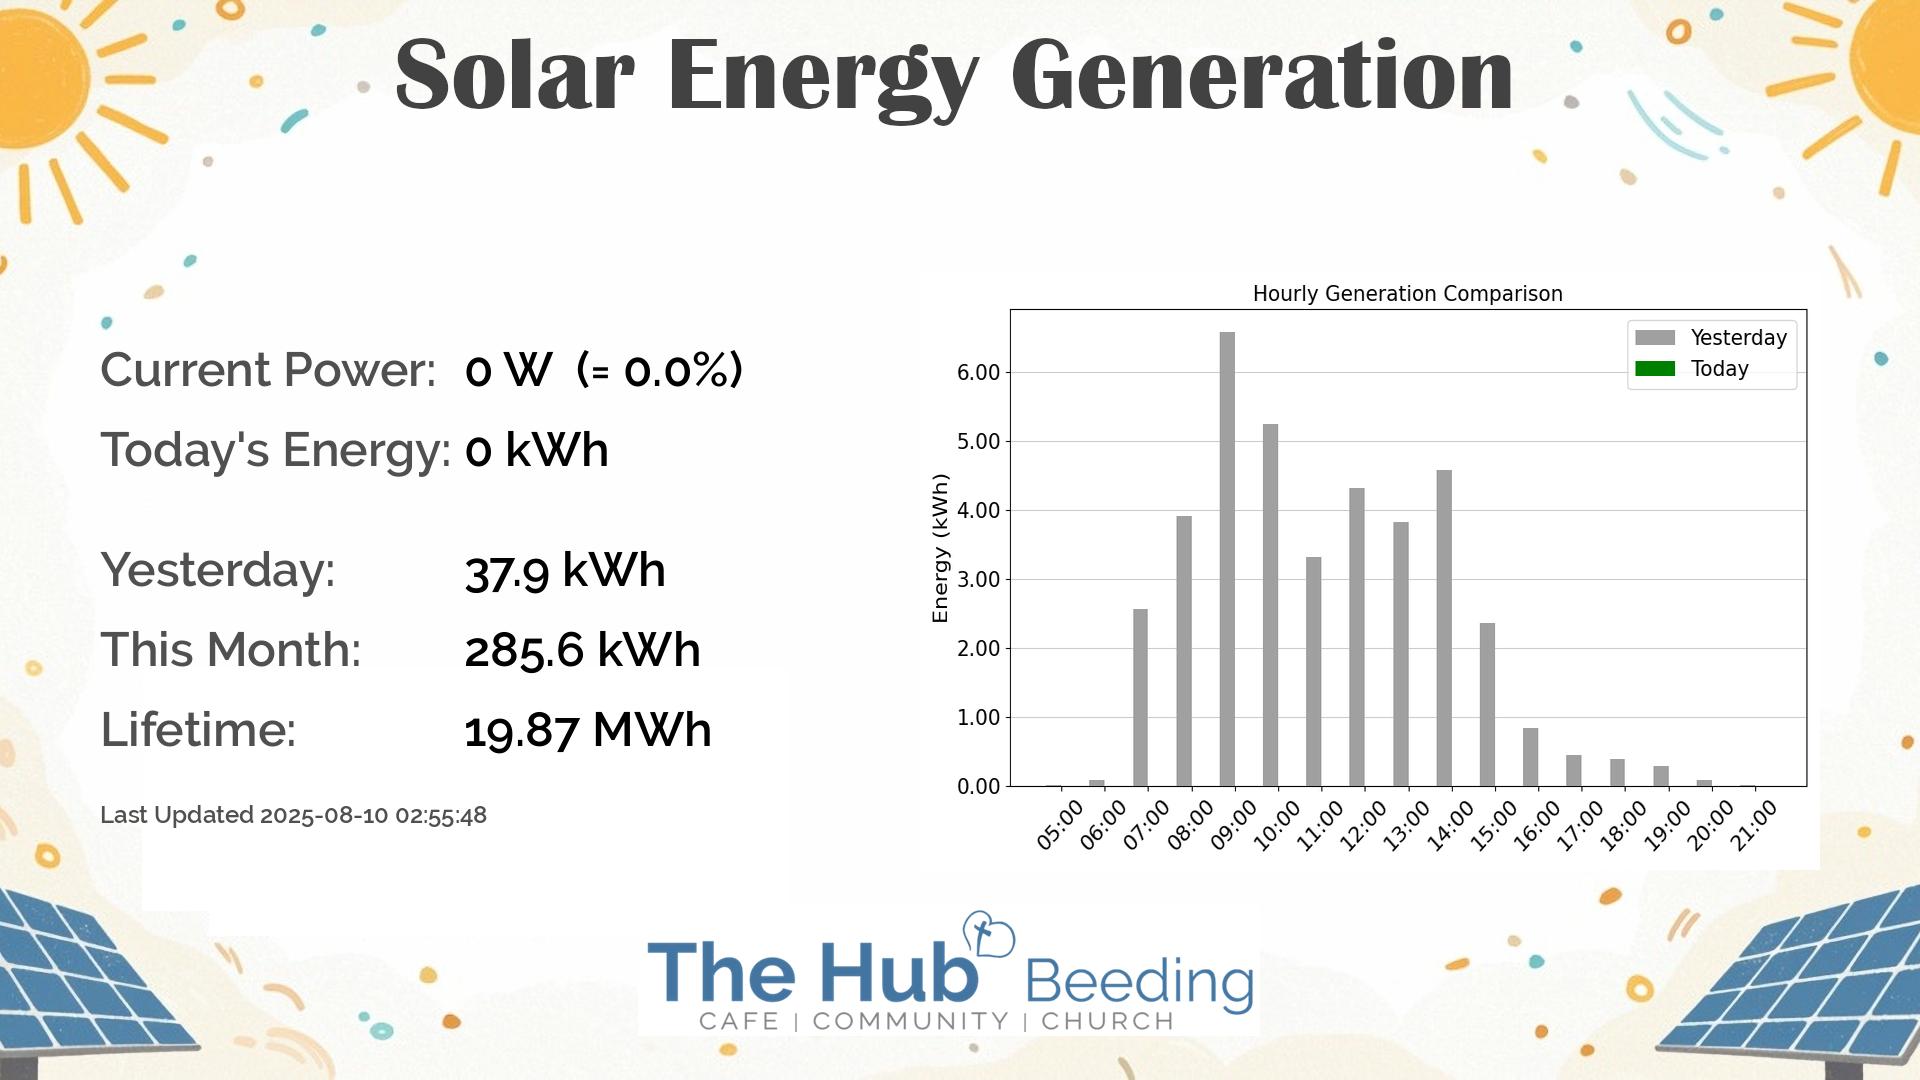 Solar Energy Generation
Current Power: 0 W (= 0.0%)
Today's Energy: 0 kWh
Yesterday: 37.9 kWh
This Month: 285.6 kWh
Lifetime: 19.87 MWh
Last Updated 2025-08-10 02:55:48
Hourly Generation Comparison
Yesterday
Today
Energy (kWh)
6.00
5.00
4.00
3.00
2.00
1.00
0.00
05:00 06:00 07:00 08:00 09:00 10:00 11:00 12:00 13:00 14:00 15:00 16:00 17:00 18:00 19:00 20:00 21:00
The Hub Beeding
CAFE | COMMUNITY | CHURCH